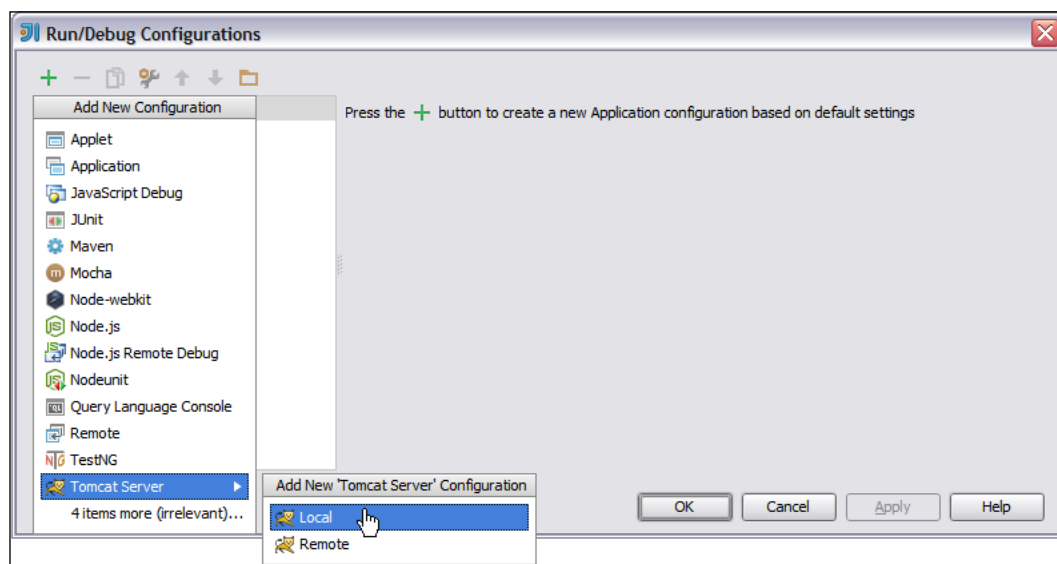 Run/Debug Configurations
Add New Configuration
Press the + button to create a new Application configuration based on default settings
Applet
Application
JavaScript Debug
JUnit
Maven
Mocha
Node-webkit
Node.js
Node.js Remote Debug
Nodeunit
Query Language Console
Remote
TestNG
Tomcat Server
4 items more (irrelevant)...
Add New 'Tomcat Server' Configuration
Local
Remote
OK Cancel Apply Help